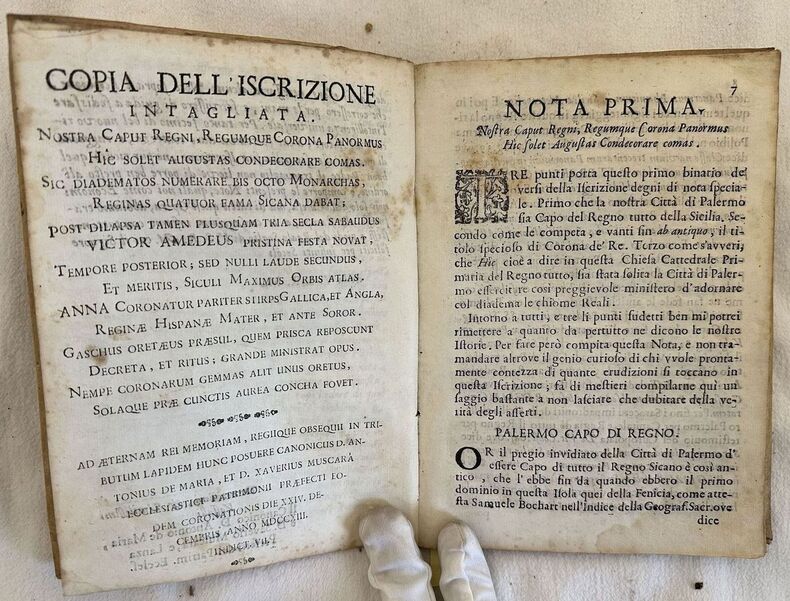 COPIA DELL'ISCRIZIONE
INTAGLIATA.
NOSTRA CAPUT REGNI, REGUMQUE CORONA PANORMUS
HIC SOLET AUGUSTAS CONDECORARE COMAS.
SIC DIADEMATOS NUMERARE BIS OCTO MONARCHAS,
REGINAS QUATUOR FAMA SICANA DABAT;
POST DILAPSA TAMEN PLUSQUAM TRIA SECLA SABAUDUS
VICTOR AMEDEUS PRISTINA FESTA NOVAT,
TEMPORE POSTERIOR; SED NULLI LAUDE SECUNDUS,
ET MERITIS, SICULI MAXIMUS ORBIS ATLAS.
ANNA CORONATUR PARITER STIRPS GALLICA, ET ANGLA,
REGINÆ HISPANÆ MATER, ET ANTE SOROR.
GASCHUS ORETÆUS PRÆSUL, QUEM PRISCA REPOSCUNT
DECRETA, ET RITUS; GRANDE MINISTRAT OPUS.
NEMPE CORONARUM GEMMAS ALIT UNUS ORETUS,
SOLAQUE PRÆ CUNCTIS AUREA CONCHA FOVET.
AD ÆTERNAM REI MEMORIAM, REGIIQUE OBSEQUII IN TRI-
BUTUM LAPIDEM HUNC POSUERE CANONICUS D. AN-
TONIUS DE MARIA, ET D. XAVERIUS MUSCARÀ
ECCLESIASTICI PATRIMONII PRÆFECTI EO-
DEM CORONATIONIS DIE XXIV. DE-
CEMBRIS ANNO MDCCXIII.
INDICE VII.
7
NOTA PRIMA.
Nostra Caput Regni, Regumque Corona Panormus
Hic solet Augustas Condecorare comas.
TRE punti porta questo primo binario de'
versi della Iscrizione degni di nota specia-
le. Primo che la nostra Città di Palermo
sia Capo del Regno tutto della Sicilia. Se-
condo come le competa, e vanti sin ab antiquo, il ti-
tolo specioso di Corona de' Re. Terzo come s'avveri,
che Hic cioè a dire in questa Chiesa Cattedrale Pri-
maria del Regno tutto, sia stata solita la Città di Paler-
mo essercitare così preggievole ministero d'adornare
col diadema le chiome Reali.
Intorno a tutti, e tre li punti sudetti ben mi potrei
rimettere a quanto da pertutto ne dicono le nostre
Istorie. Per fare però compita questa Nota, e non tra-
mandare altrove il genio curioso di chi vvole pronta-
mente contezza di quante erudizioni si toccano in
questa Iscrizione; fà di mestieri compilarne quì un
saggio bastante a non lasciare che dubitare della ve-
rità degli asserti.
PALERMO CAPO DI REGNO.
OR il pregio invidiato della Città di Palermo d'
essere Capo di tutto il Regno Sicano è così an-
tico, che l'ebbe sin da quando ebbero il primo
dominio in questa Isola quei della Fenicia, come atte-
sta Samuele Bochart nell'Indice della Geograf. Sacr. ove
dice